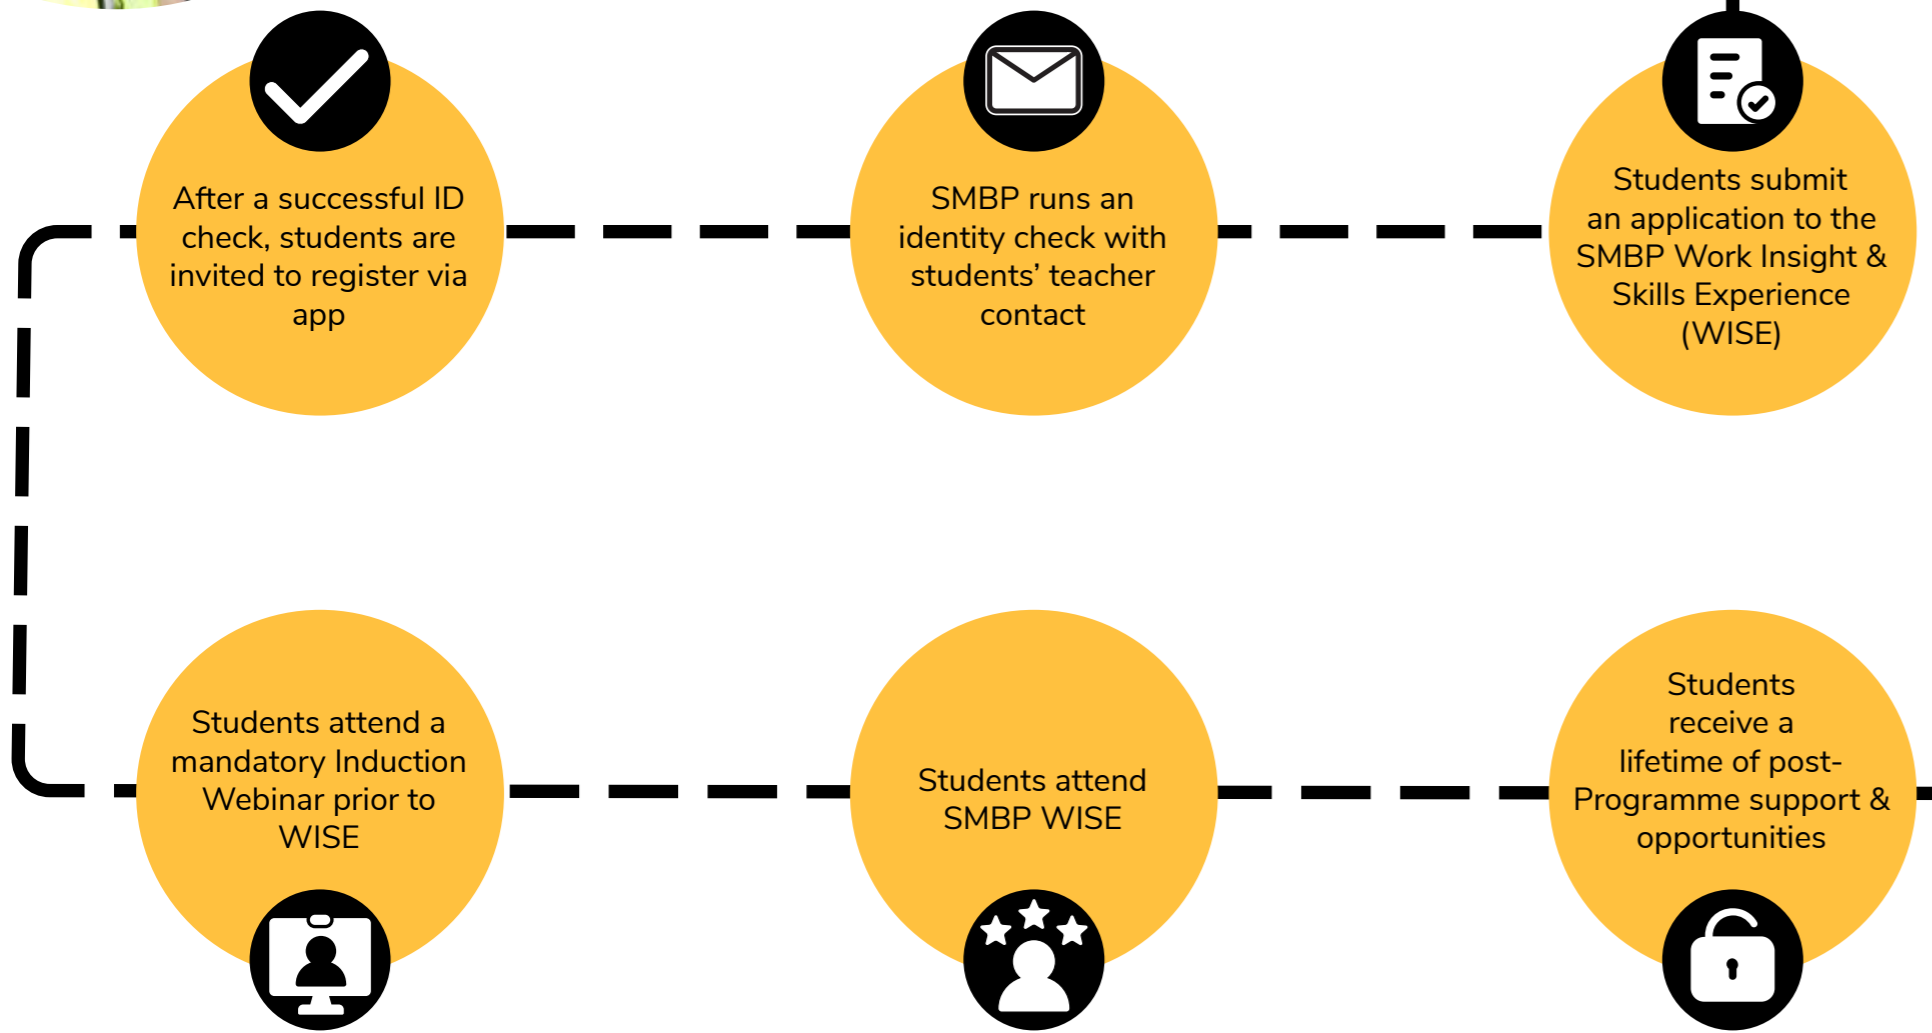 After a successful ID
check, students are
invited to register via
app
SMBP runs an
identity check with
students’ teacher
contact
Students submit
an application to the
SMBP Work Insight &
Skills Experience
(WISE)
Students attend a
mandatory Induction
Webinar prior to
WISE
Students attend
SMBP WISE
Students
receive a
lifetime of post-
Programme support &
opportunities